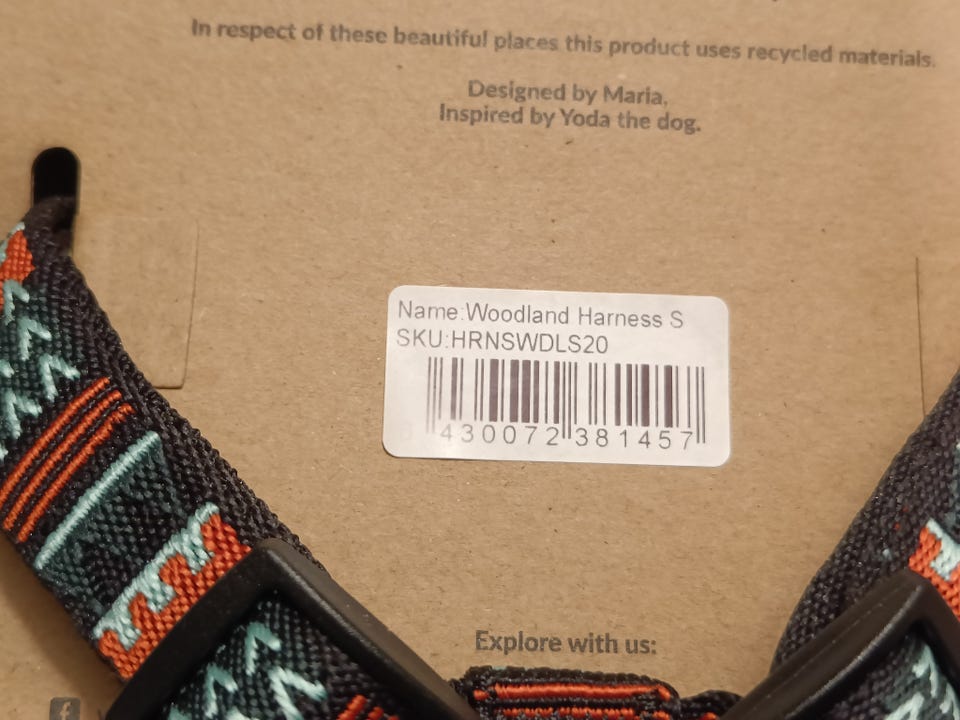 In respect of these beautiful places this product uses recycled materials.
Designed by Maria,
Inspired by Yoda the dog.
Name:Woodland Harness S
SKU:HRNSWDLS20
430072 381457
Explore with us:
f